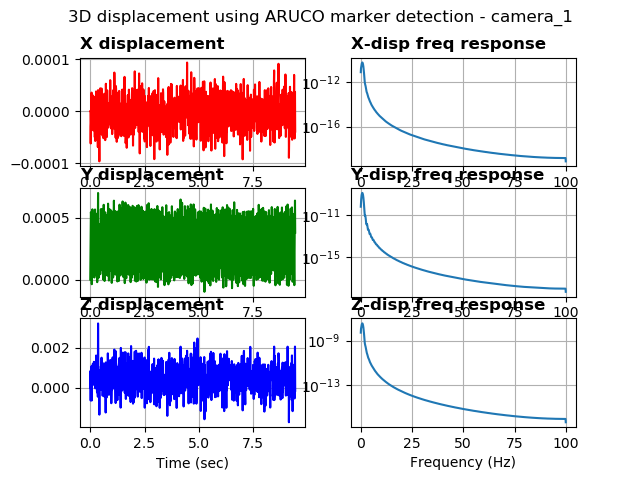 3D displacement using ARUCO marker detection - camera_1
X displacement
X-disp freq response
0.0001
0.0000
−0.0001
10⁻¹²
10⁻¹⁶
0.0 2.5 5.0 7.5
0 25 50 75 100
Y displacement
Y-disp freq response
0.0005
0.0000
10⁻¹¹
10⁻¹⁵
0.0 2.5 5.0 7.5
0 25 50 75 100
Z displacement
Z-disp freq response
0.002
0.000
10⁻⁹
10⁻¹³
0.0 2.5 5.0 7.5
0 25 50 75 100
Time (sec)
Frequency (Hz)